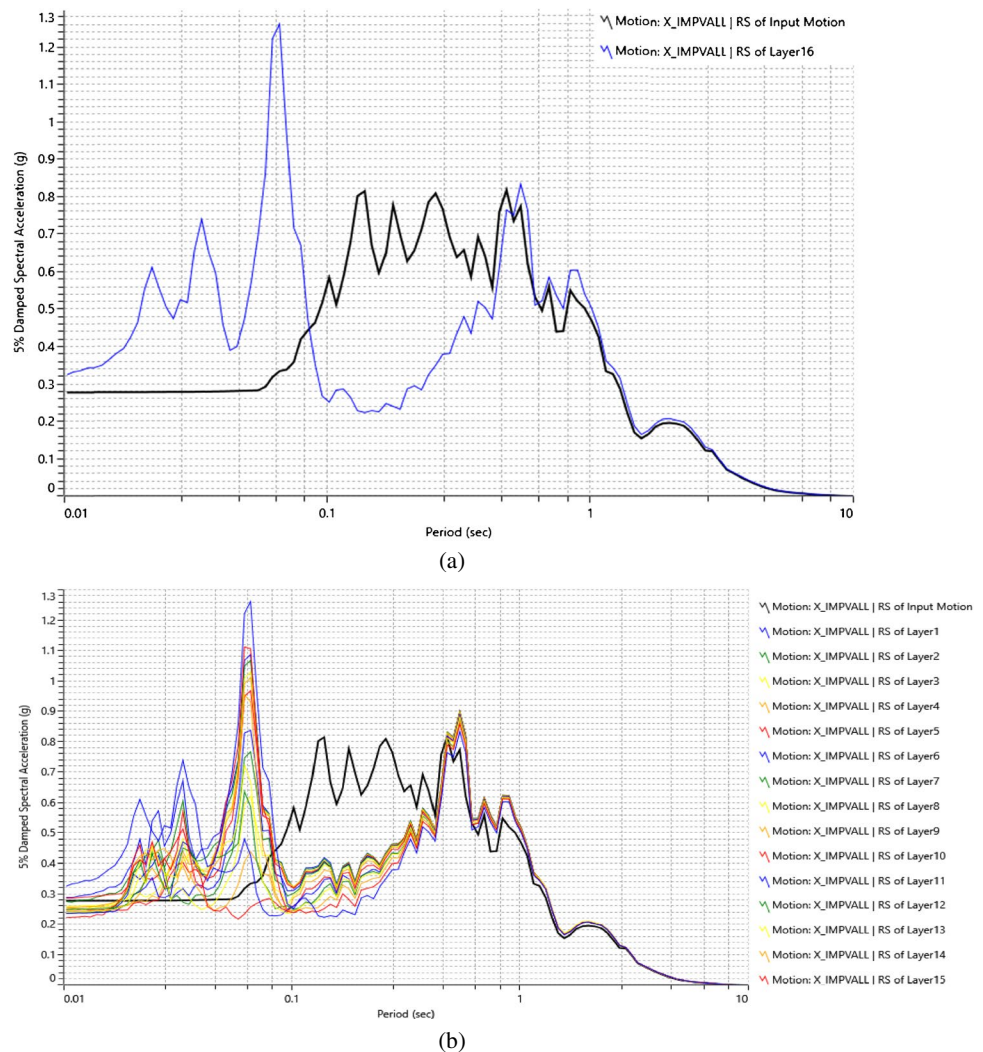 1.3
1.2
1.1
1
0.9
0.8
0.7
0.6
0.5
0.4
0.3
0.2
0.1
0
5% Damped Spectral Acceleration (g)
Motion: X_IMPVALL | RS of Input Motion
Motion: X_IMPVALL | RS of Layer16
0.01 0.1 1 10
Period (sec)
(a)
1.3
1.2
1.1
1
0.9
0.8
0.7
0.6
0.5
0.4
0.3
0.2
0.1
0
5% Damped Spectral Acceleration (g)
Motion: X_IMPVALL | RS of Input Motion
Motion: X_IMPVALL | RS of Layer1
Motion: X_IMPVALL | RS of Layer2
Motion: X_IMPVALL | RS of Layer3
Motion: X_IMPVALL | RS of Layer4
Motion: X_IMPVALL | RS of Layer5
Motion: X_IMPVALL | RS of Layer6
Motion: X_IMPVALL | RS of Layer7
Motion: X_IMPVALL | RS of Layer8
Motion: X_IMPVALL | RS of Layer9
Motion: X_IMPVALL | RS of Layer10
Motion: X_IMPVALL | RS of Layer11
Motion: X_IMPVALL | RS of Layer12
Motion: X_IMPVALL | RS of Layer13
Motion: X_IMPVALL | RS of Layer14
Motion: X_IMPVALL | RS of Layer15
0.01 0.1 1 10
Period (sec)
(b)